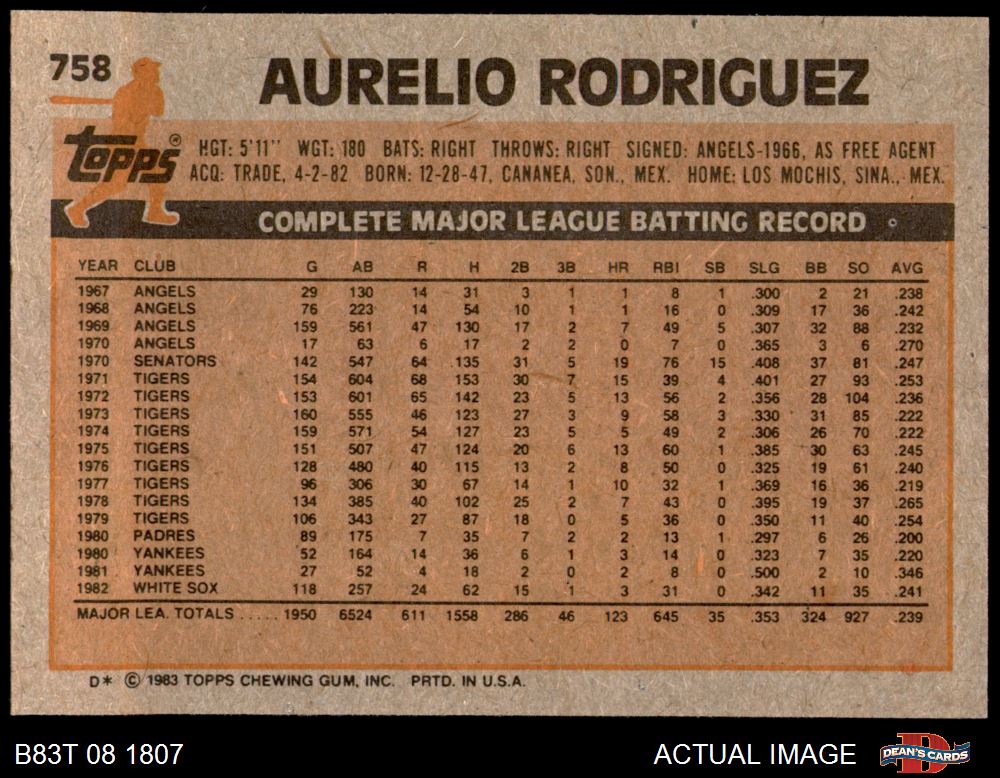 758
AURELIO RODRIGUEZ
Topps®
HGT: 5'11" WGT: 180 BATS: RIGHT THROWS: RIGHT SIGNED: ANGELS-1966, AS FREE AGENT
ACQ: TRADE, 4-2-82 BORN: 12-28-47, CANANEA, SON., MEX. HOME: LOS MOCHIS, SINA., MEX.
COMPLETE MAJOR LEAGUE BATTING RECORD
YEAR CLUB G AB R H 2B 3B HR RBI SB SLG BB SO AVG
1967 ANGELS 29 130 14 31 3 1 1 8 1 .300 2 21 .238
1968 ANGELS 76 223 14 54 10 1 1 16 0 .309 17 36 .242
1969 ANGELS 159 561 47 130 17 2 7 49 5 .307 32 88 .232
1970 ANGELS 17 63 6 17 2 2 0 7 0 .365 3 6 .270
1970 SENATORS 142 547 64 135 31 5 19 76 15 .408 37 81 .247
1971 TIGERS 154 604 68 153 30 7 15 39 4 .401 27 93 .253
1972 TIGERS 153 601 65 142 23 5 13 56 2 .356 28 104 .236
1973 TIGERS 160 555 46 123 27 3 9 58 3 .330 31 85 .222
1974 TIGERS 159 571 54 127 23 5 5 49 2 .306 26 70 .222
1975 TIGERS 151 507 47 124 20 6 13 60 1 .385 30 63 .245
1976 TIGERS 128 480 40 115 13 2 8 50 0 .325 19 61 .240
1977 TIGERS 96 306 30 67 14 1 10 32 1 .369 16 36 .219
1978 TIGERS 134 385 40 102 25 2 7 43 0 .395 19 37 .265
1979 TIGERS 106 343 27 87 18 0 5 36 0 .350 11 40 .254
1980 PADRES 89 175 7 35 7 2 2 13 1 .297 6 26 .200
1980 YANKEES 52 164 14 36 6 1 3 14 0 .323 7 35 .220
1981 YANKEES 27 52 4 18 2 0 2 8 0 .500 2 10 .346
1982 WHITE SOX 118 257 24 62 15 1 3 31 0 .342 11 35 .241
MAJOR LEA. TOTALS ..... 1950 6524 611 1558 286 46 123 645 35 .353 324 927 .239
D* © 1983 TOPPS CHEWING GUM, INC. PRTD. IN U.S.A.
B83T 08 1807 ACTUAL IMAGE DEAN'S CARDS